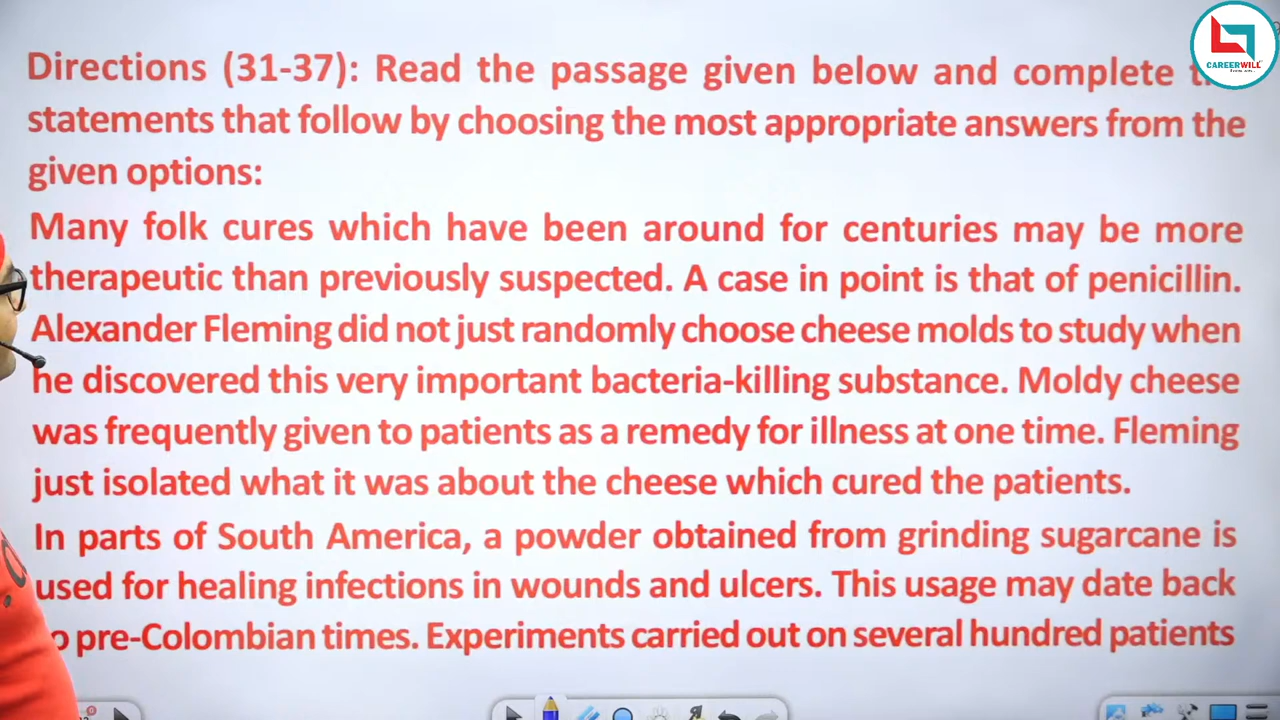 CAREERWILL
Directions (31-37): Read the passage given below and complete
statements that follow by choosing the most appropriate answers from the
given options:
Many folk cures which have been around for centuries may be more
therapeutic than previously suspected. A case in point is that of penicillin.
Alexander Fleming did not just randomly choose cheese molds to study when
he discovered this very important bacteria-killing substance. Moldy cheese
was frequently given to patients as a remedy for illness at one time. Fleming
just isolated what it was about the cheese which cured the patients.
In parts of South America, a powder obtained from grinding sugarcane is
used for healing infections in wounds and ulcers. This usage may date back
pre-Colombian times. Experiments carried out on several hundred patients